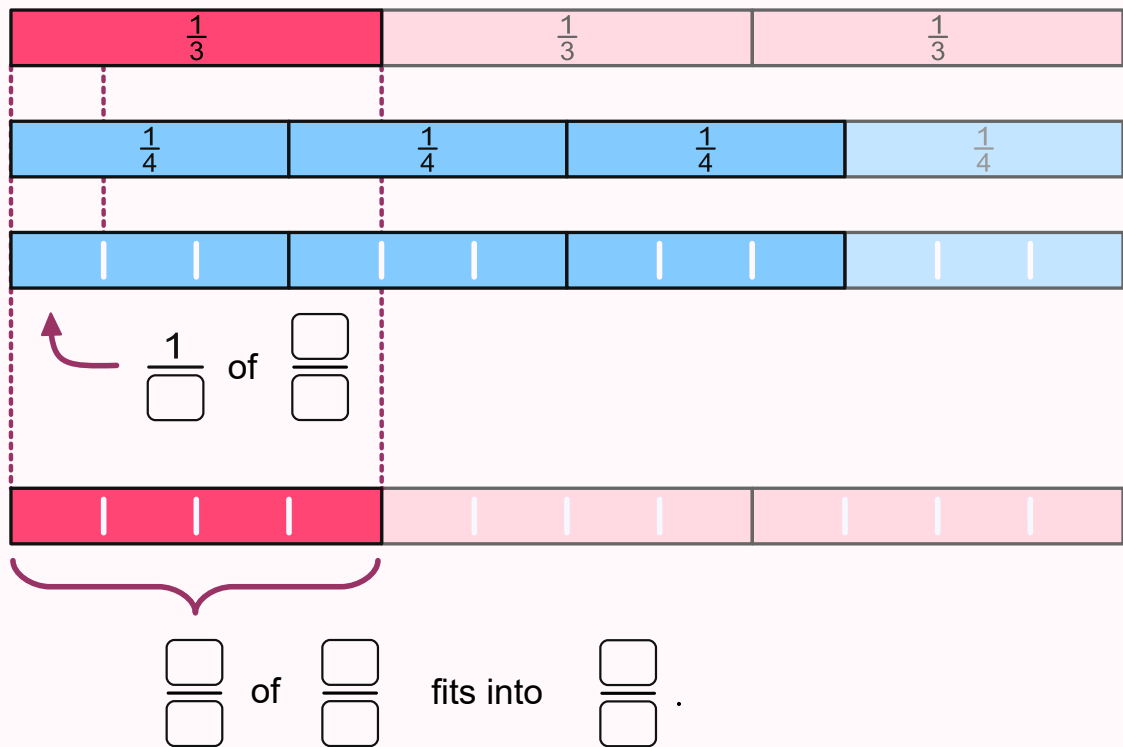 1/3 1/3 1/3
1/4 1/4 1/4 1/4
1/□ of □/□
□/□ of □/□ fits into □/□ .